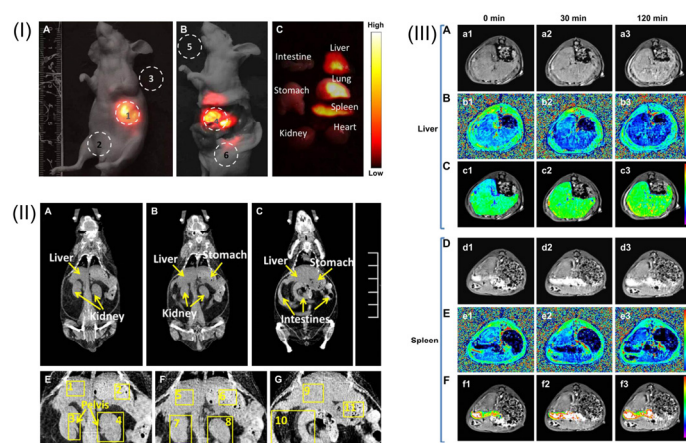 (I)
A
B
C
High
Low
1
2
3
5
6
Intestine
Liver
Lung
Stomach
Spleen
Kidney
Heart
(II)
A
B
C
Liver
Kidney
Liver
Stomach
Kidney
Liver
Stomach
Intestines
E
F
G
1
Pelvis
3
4
5
6
7
8
9
10
11
(III)
0 min
30 min
120 min
A
a1
a2
a3
B
b1
b2
b3
Liver
C
c1
c2
c3
D
d1
d2
d3
E
e1
e2
e3
Spleen
F
f1
f2
f3